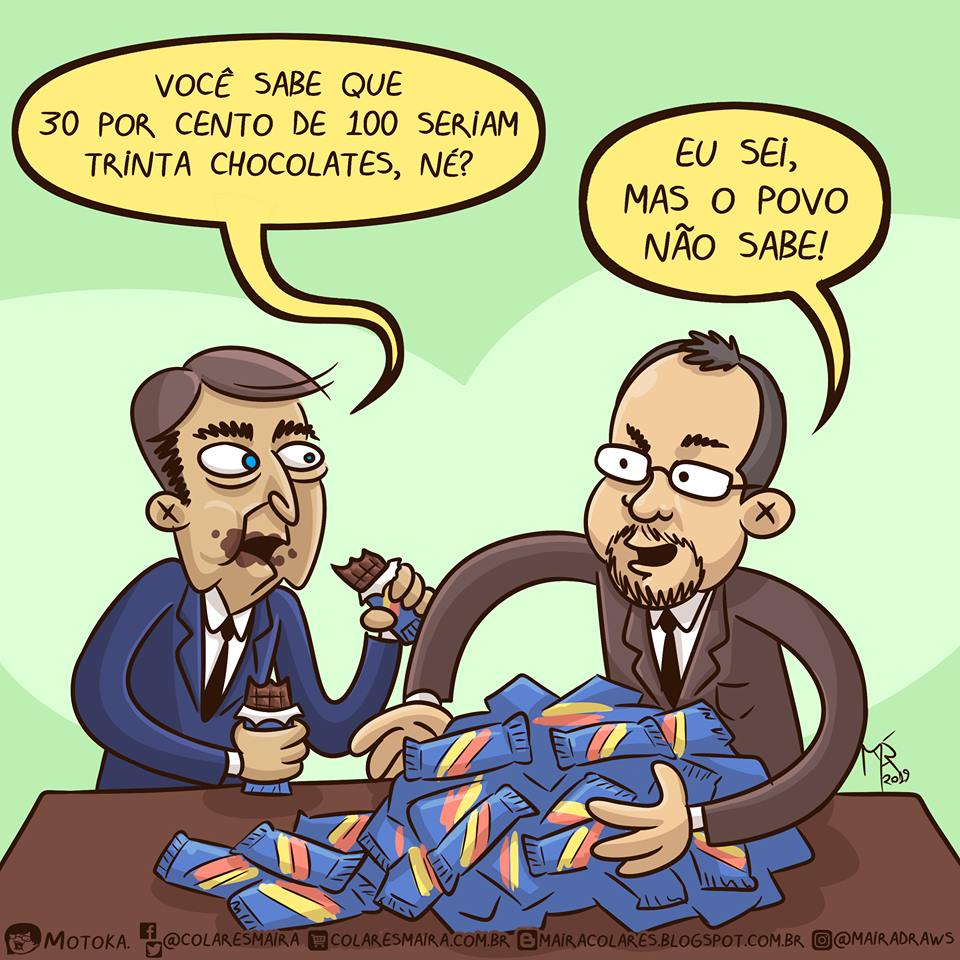 VOCÊ SABE QUE
30 POR CENTO DE 100 SERIAM
TRINTA CHOCOLATES, NÉ?
EU SEI,
MAS O POVO
NÃO SABE!
2019
MOTOKA. @COLARESMAIRA COLARESMAIRA.COM.BR MAIRACOLARES.BLOGSPOT.COM.BR @MAIRADRAWS